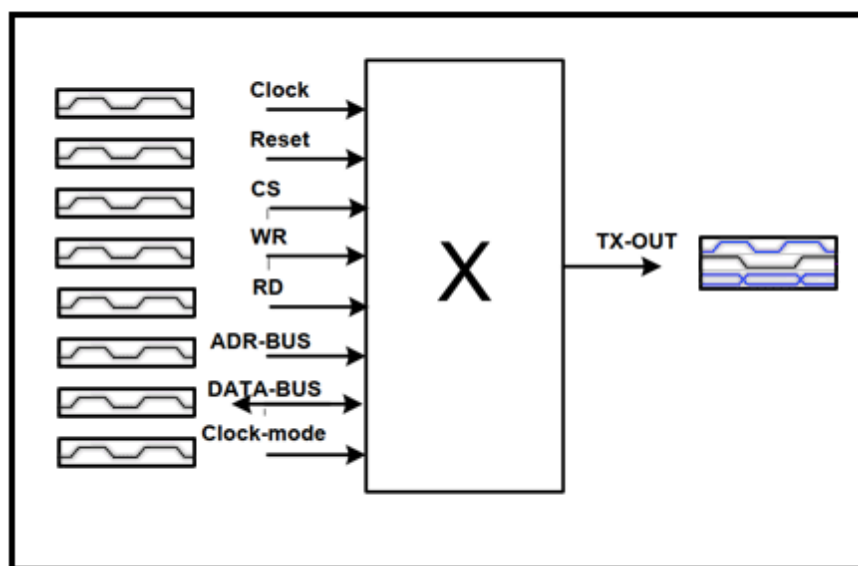 Clock
Reset
CS
WR
RD
ADR-BUS
DATA-BUS
Clock-mode
X
TX-OUT